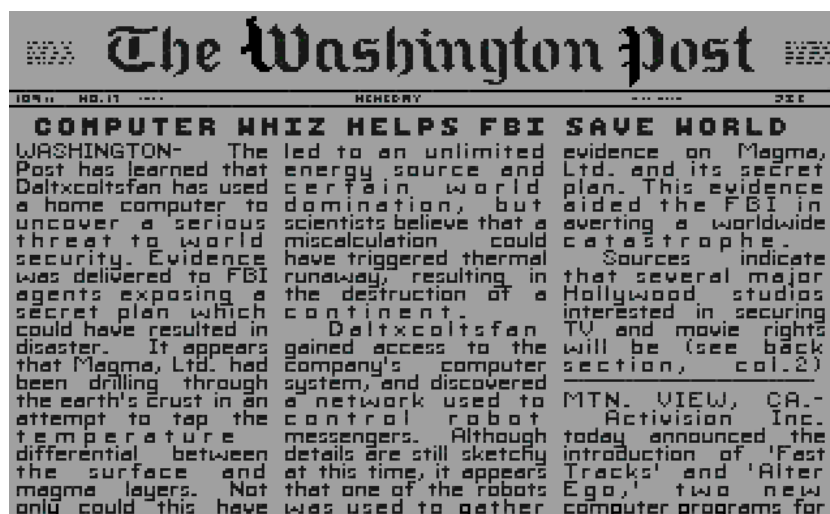 The Washington Post
COMPUTER WHIZ HELPS FBI SAVE WORLD
WASHINGTON- The
Post has learned that
Daltxcoltsfan has used
a home computer to
uncover a serious
threat to world
security. Evidence
was delivered to FBI
agents exposing a
secret plan which
could have resulted in
disaster. It appears
that Magma, Ltd. had
been drilling through
the earth's crust in an
attempt to tap the
temperature
differential between
the surface and
magma layers. Not
only could this have
led to an unlimited
energy source and
certain world
domination, but
scientists believe that a
miscalculation could
have triggered thermal
runaway, resulting in
the destruction of a
continent.
Daltxcoltsfan
gained access to the
company's computer
system, and discovered
a network used to
control robot
messengers. Although
details are still sketchy
at this time, it appears
that one of the robots
was used to gather
evidence on Magma,
Ltd. and its secret
plan. This evidence
aided the FBI in
averting a worldwide
catastrophe.
Sources indicate
that several major
Hollywood studios
interested in securing
TV and movie rights
will be (see back
section, col.2)
MTN. VIEW, CA.-
Activision Inc.
today announced the
introduction of 'Fast
Tracks' and 'Alter
Ego,' two new
computer programs for